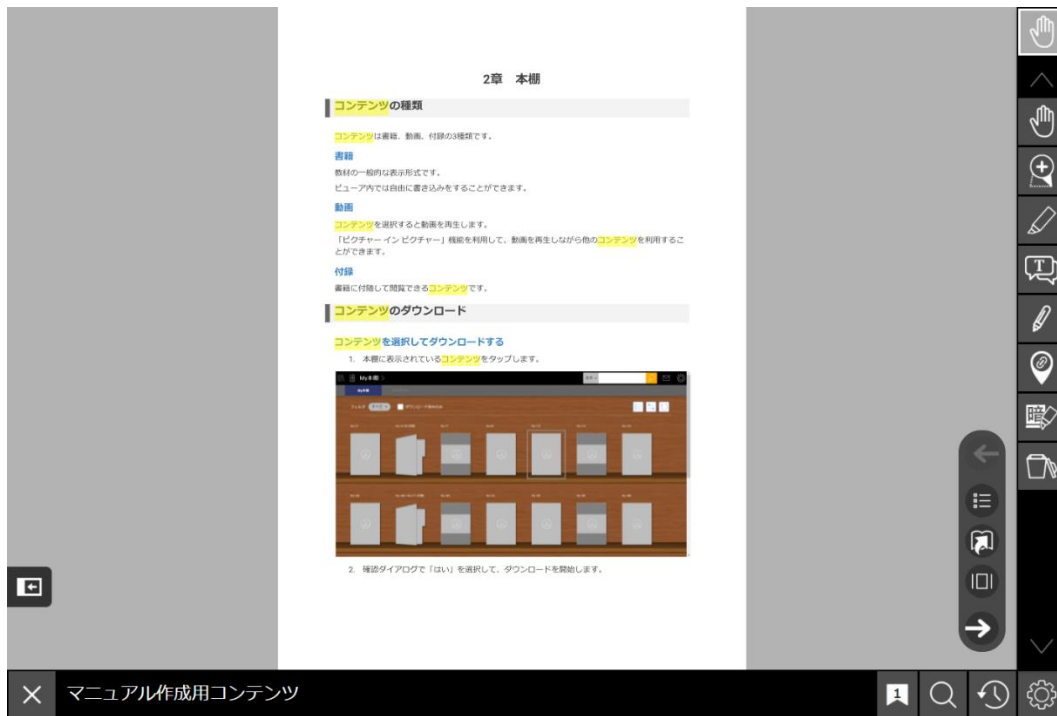 2章 本棚
コンテンツの種類
コンテンツは書籍、動画、付録の3種類です。
書籍
教材の一般的な表示形式です。
ビューア内では自由に書き込みをすることができます。
動画
コンテンツを選択すると動画を再生します。
「ピクチャー イン ピクチャー」機能を利用して、動画を再生しながら他のコンテンツを利用するこ
とができます。
付録
書籍に付随して閲覧できるコンテンツです。
コンテンツのダウンロード
コンテンツを選択してダウンロードする
1. 本棚に表示されているコンテンツをタップします。
My本棚
My本棚
2. 確認ダイアログで「はい」を選択して、ダウンロードを開始します。
T
暗
マニュアル作成用コンテンツ
1